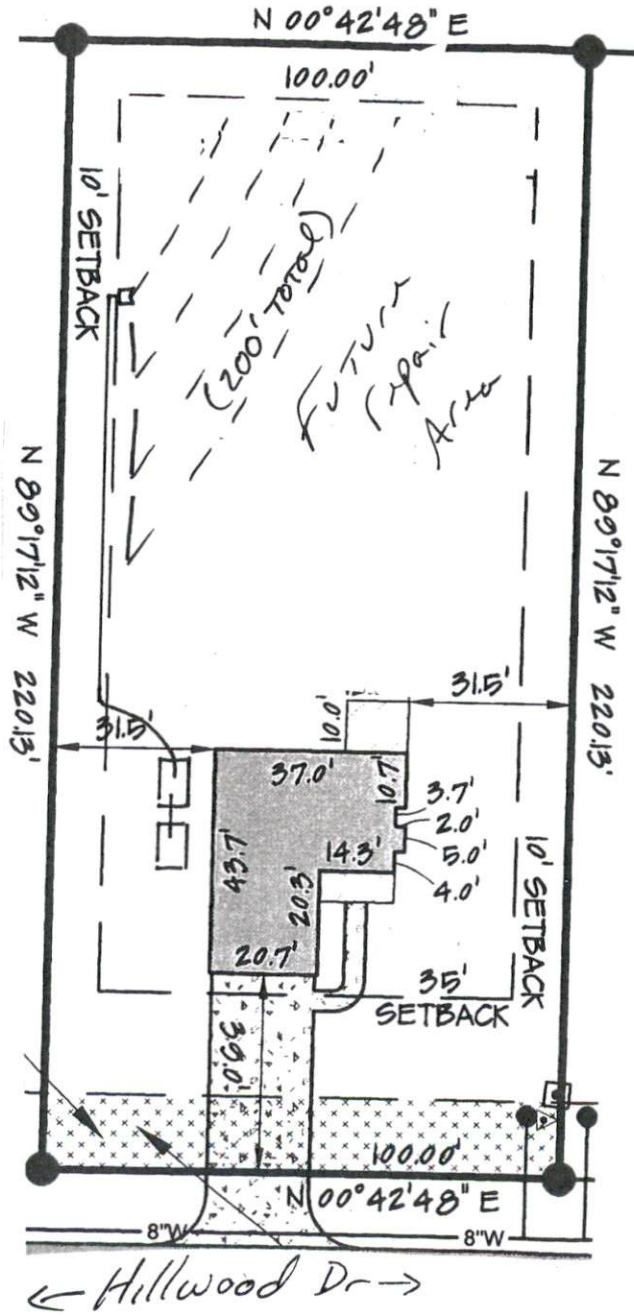 N 00°42'48" E
100.00'
10' SETBACK
(200' TOTAL)
Future
repair
Area
N 89°17'12" W 220.13'
N 89°17'12" W 220.13'
31.5'
31.5'
10.0'
37.0'
10.7'
3.7'
2.0'
5.0'
4.0'
14.3'
43.7'
20.3'
20.7'
10' SETBACK
35'
SETBACK
39.0'
100.00'
N 00°42'48" E
8"W
8"W
← Hillwood Dr →